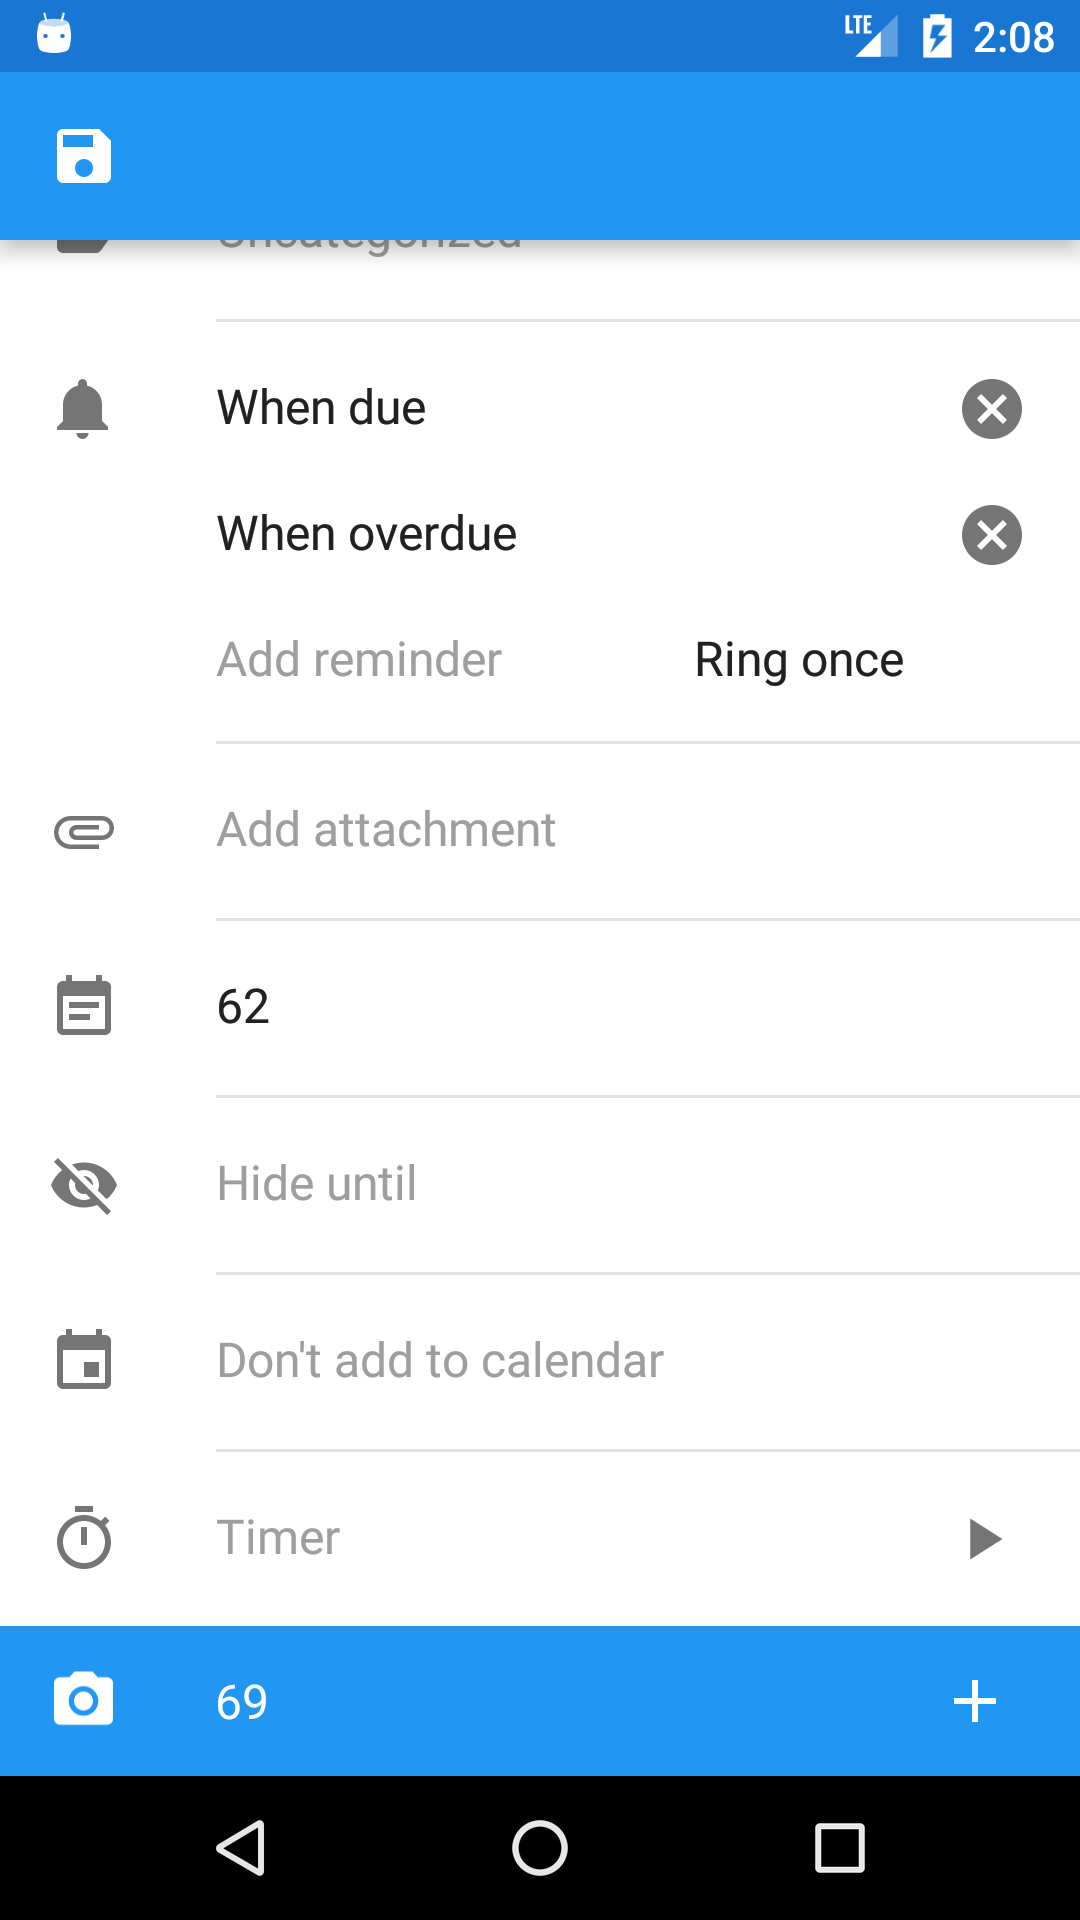 LTE 2:08
Uncategorized
When due
When overdue
Add reminder Ring once
Add attachment
62
Hide until
Don't add to calendar
Timer
69